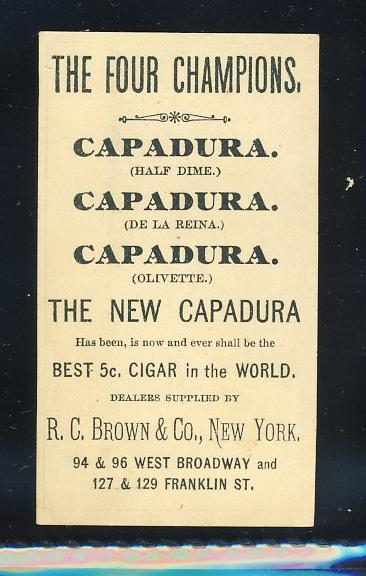 THE FOUR CHAMPIONS.
CAPADURA.
(HALF DIME.)
CAPADURA.
(DE LA REINA.)
CAPADURA.
(OLIVETTE.)
THE NEW CAPADURA
Has been, is now and ever shall be the
BEST 5c. CIGAR in the WORLD.
DEALERS SUPPLIED BY
R. C. BROWN & CO., NEW YORK.
94 & 96 WEST BROADWAY and
127 & 129 FRANKLIN ST.